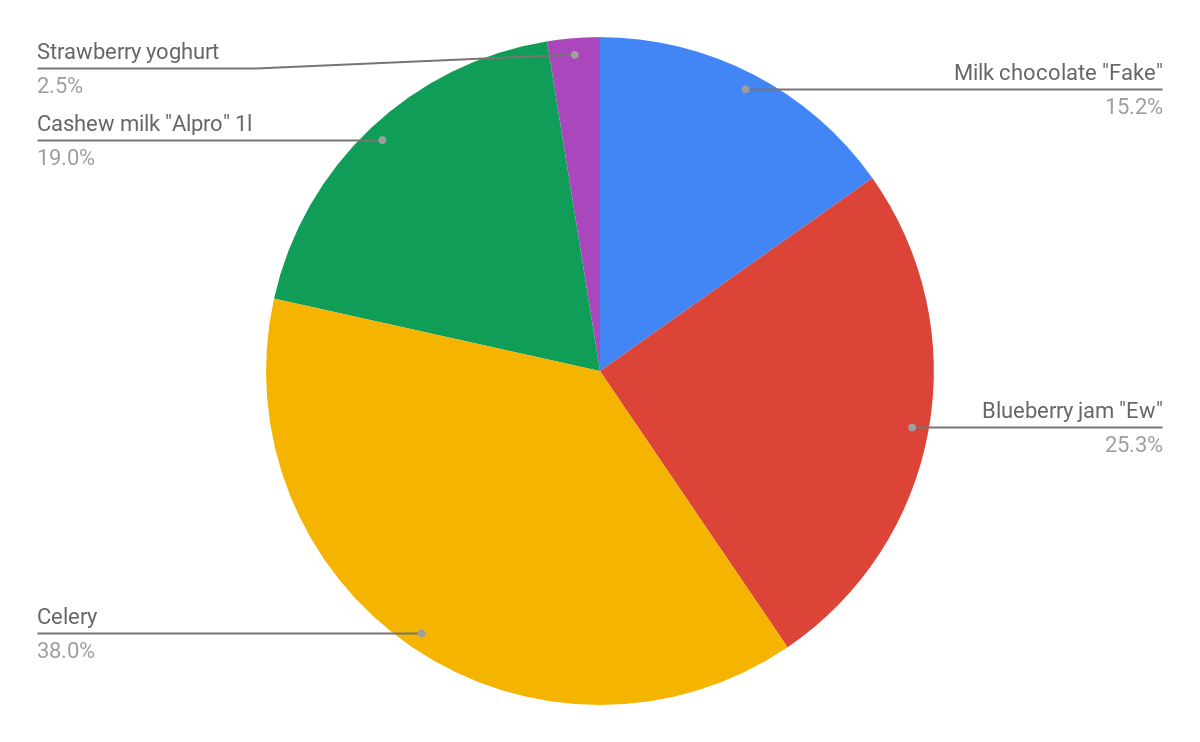 Strawberry yoghurt
2.5%
Cashew milk "Alpro" 1l
19.0%
Celery
38.0%
Milk chocolate "Fake"
15.2%
Blueberry jam "Ew"
25.3%